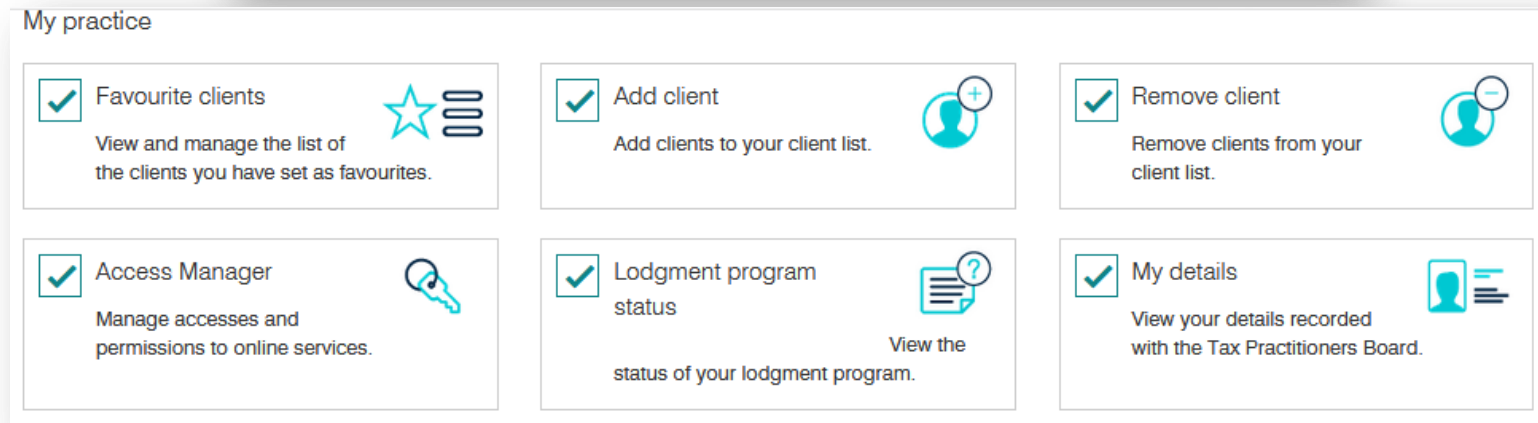 My practice
Favourite clients
View and manage the list of
the clients you have set as favourites.
Add client
Add clients to your client list.
Remove client
Remove clients from your
client list.
Access Manager
Manage accesses and
permissions to online services.
Lodgment program
status
View the
status of your lodgment program.
My details
View your details recorded
with the Tax Practitioners Board.